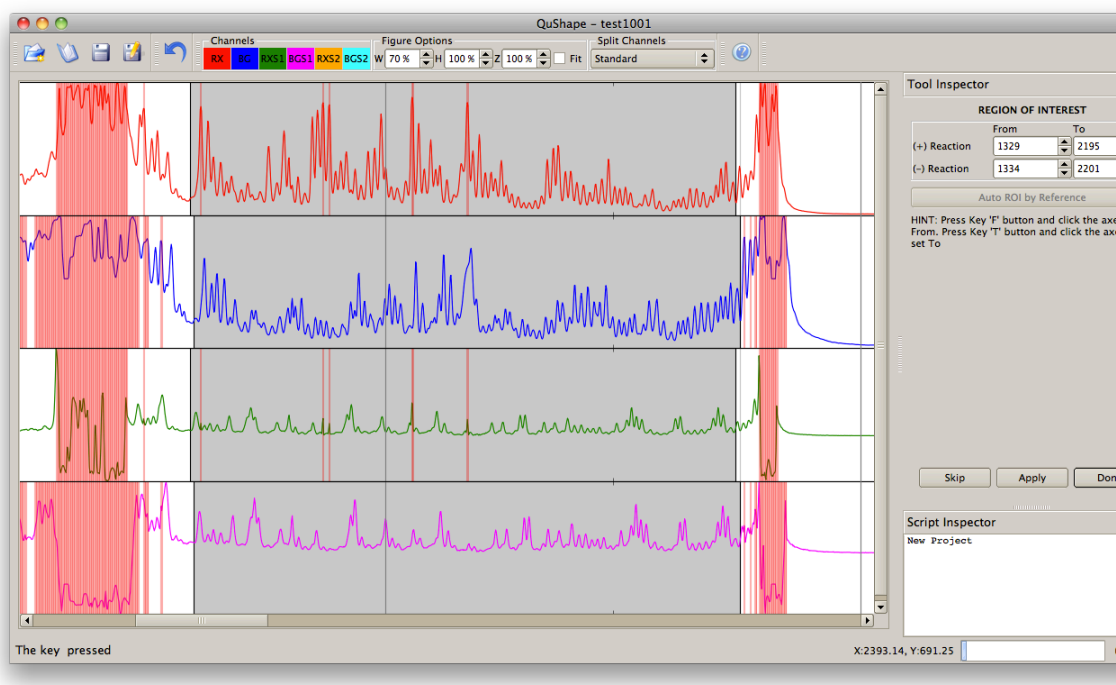 QuShape - test1001
Channels
Figure Options
Split Channels
RX BG RXS1 BGS1 RXS2 BGS2 W 70 % H 100 % Z 100 % Fit Standard
Tool Inspector
REGION OF INTEREST
From To
(+) Reaction 1329 2195
(-) Reaction 1334 2201
Auto ROI by Reference
HINT: Press Key 'F' button and click the axe
From. Press Key 'T' button and click the axe
set To
Skip Apply Don
Script Inspector
New Project
The key pressed
X:2393.14, Y:691.25